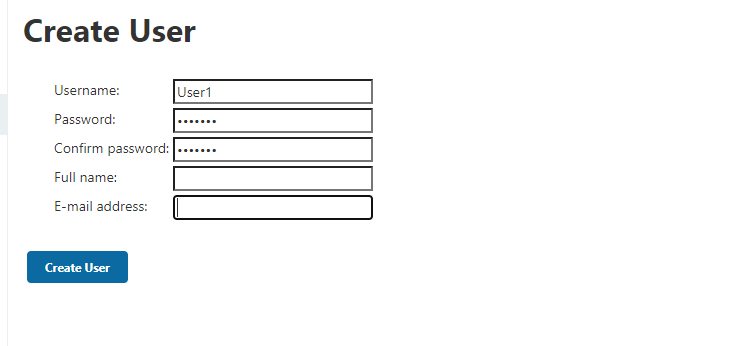 Create User
Username: User1
Password: •••••••
Confirm password: •••••••
Full name:
E-mail address:
Create User